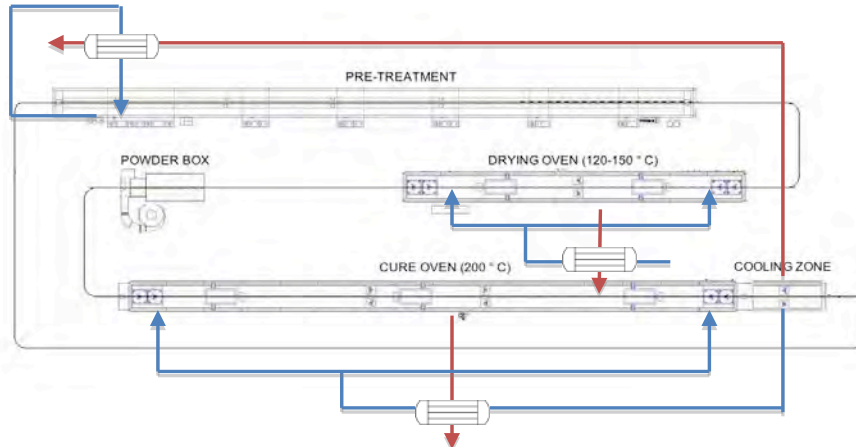 PRE-TREATMENT
POWDER BOX
DRYING OVEN (120-150 ° C)
CURE OVEN (200 ° C)
COOLING ZONE